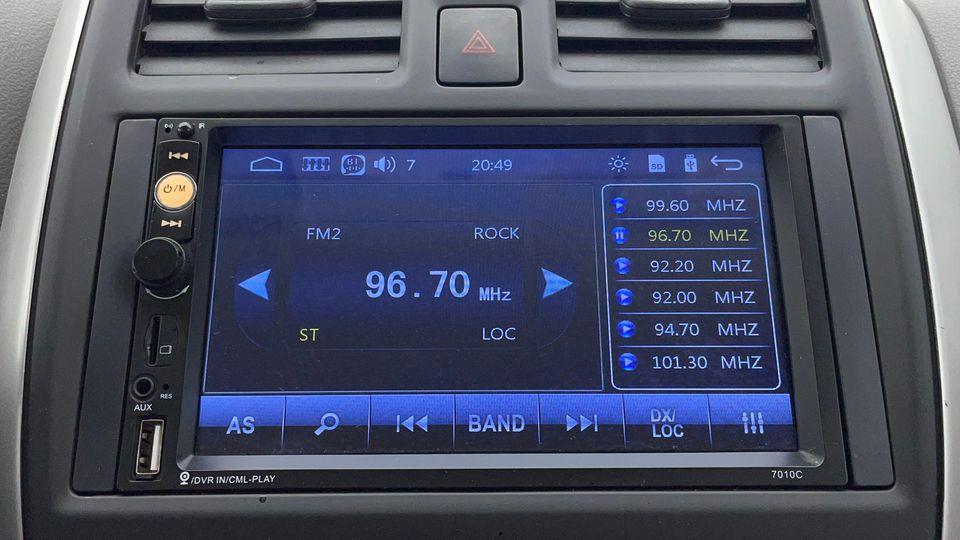 IR
7 20:49 SD
/M
FM2 ROCK
96.70 MHz
ST LOC
99.60 MHZ
96.70 MHZ
92.20 MHZ
92.00 MHZ
94.70 MHZ
101.30 MHZ
RES
AUX
AS BAND DX/
LOC
/DVR IN/CML-PLAY 7010C